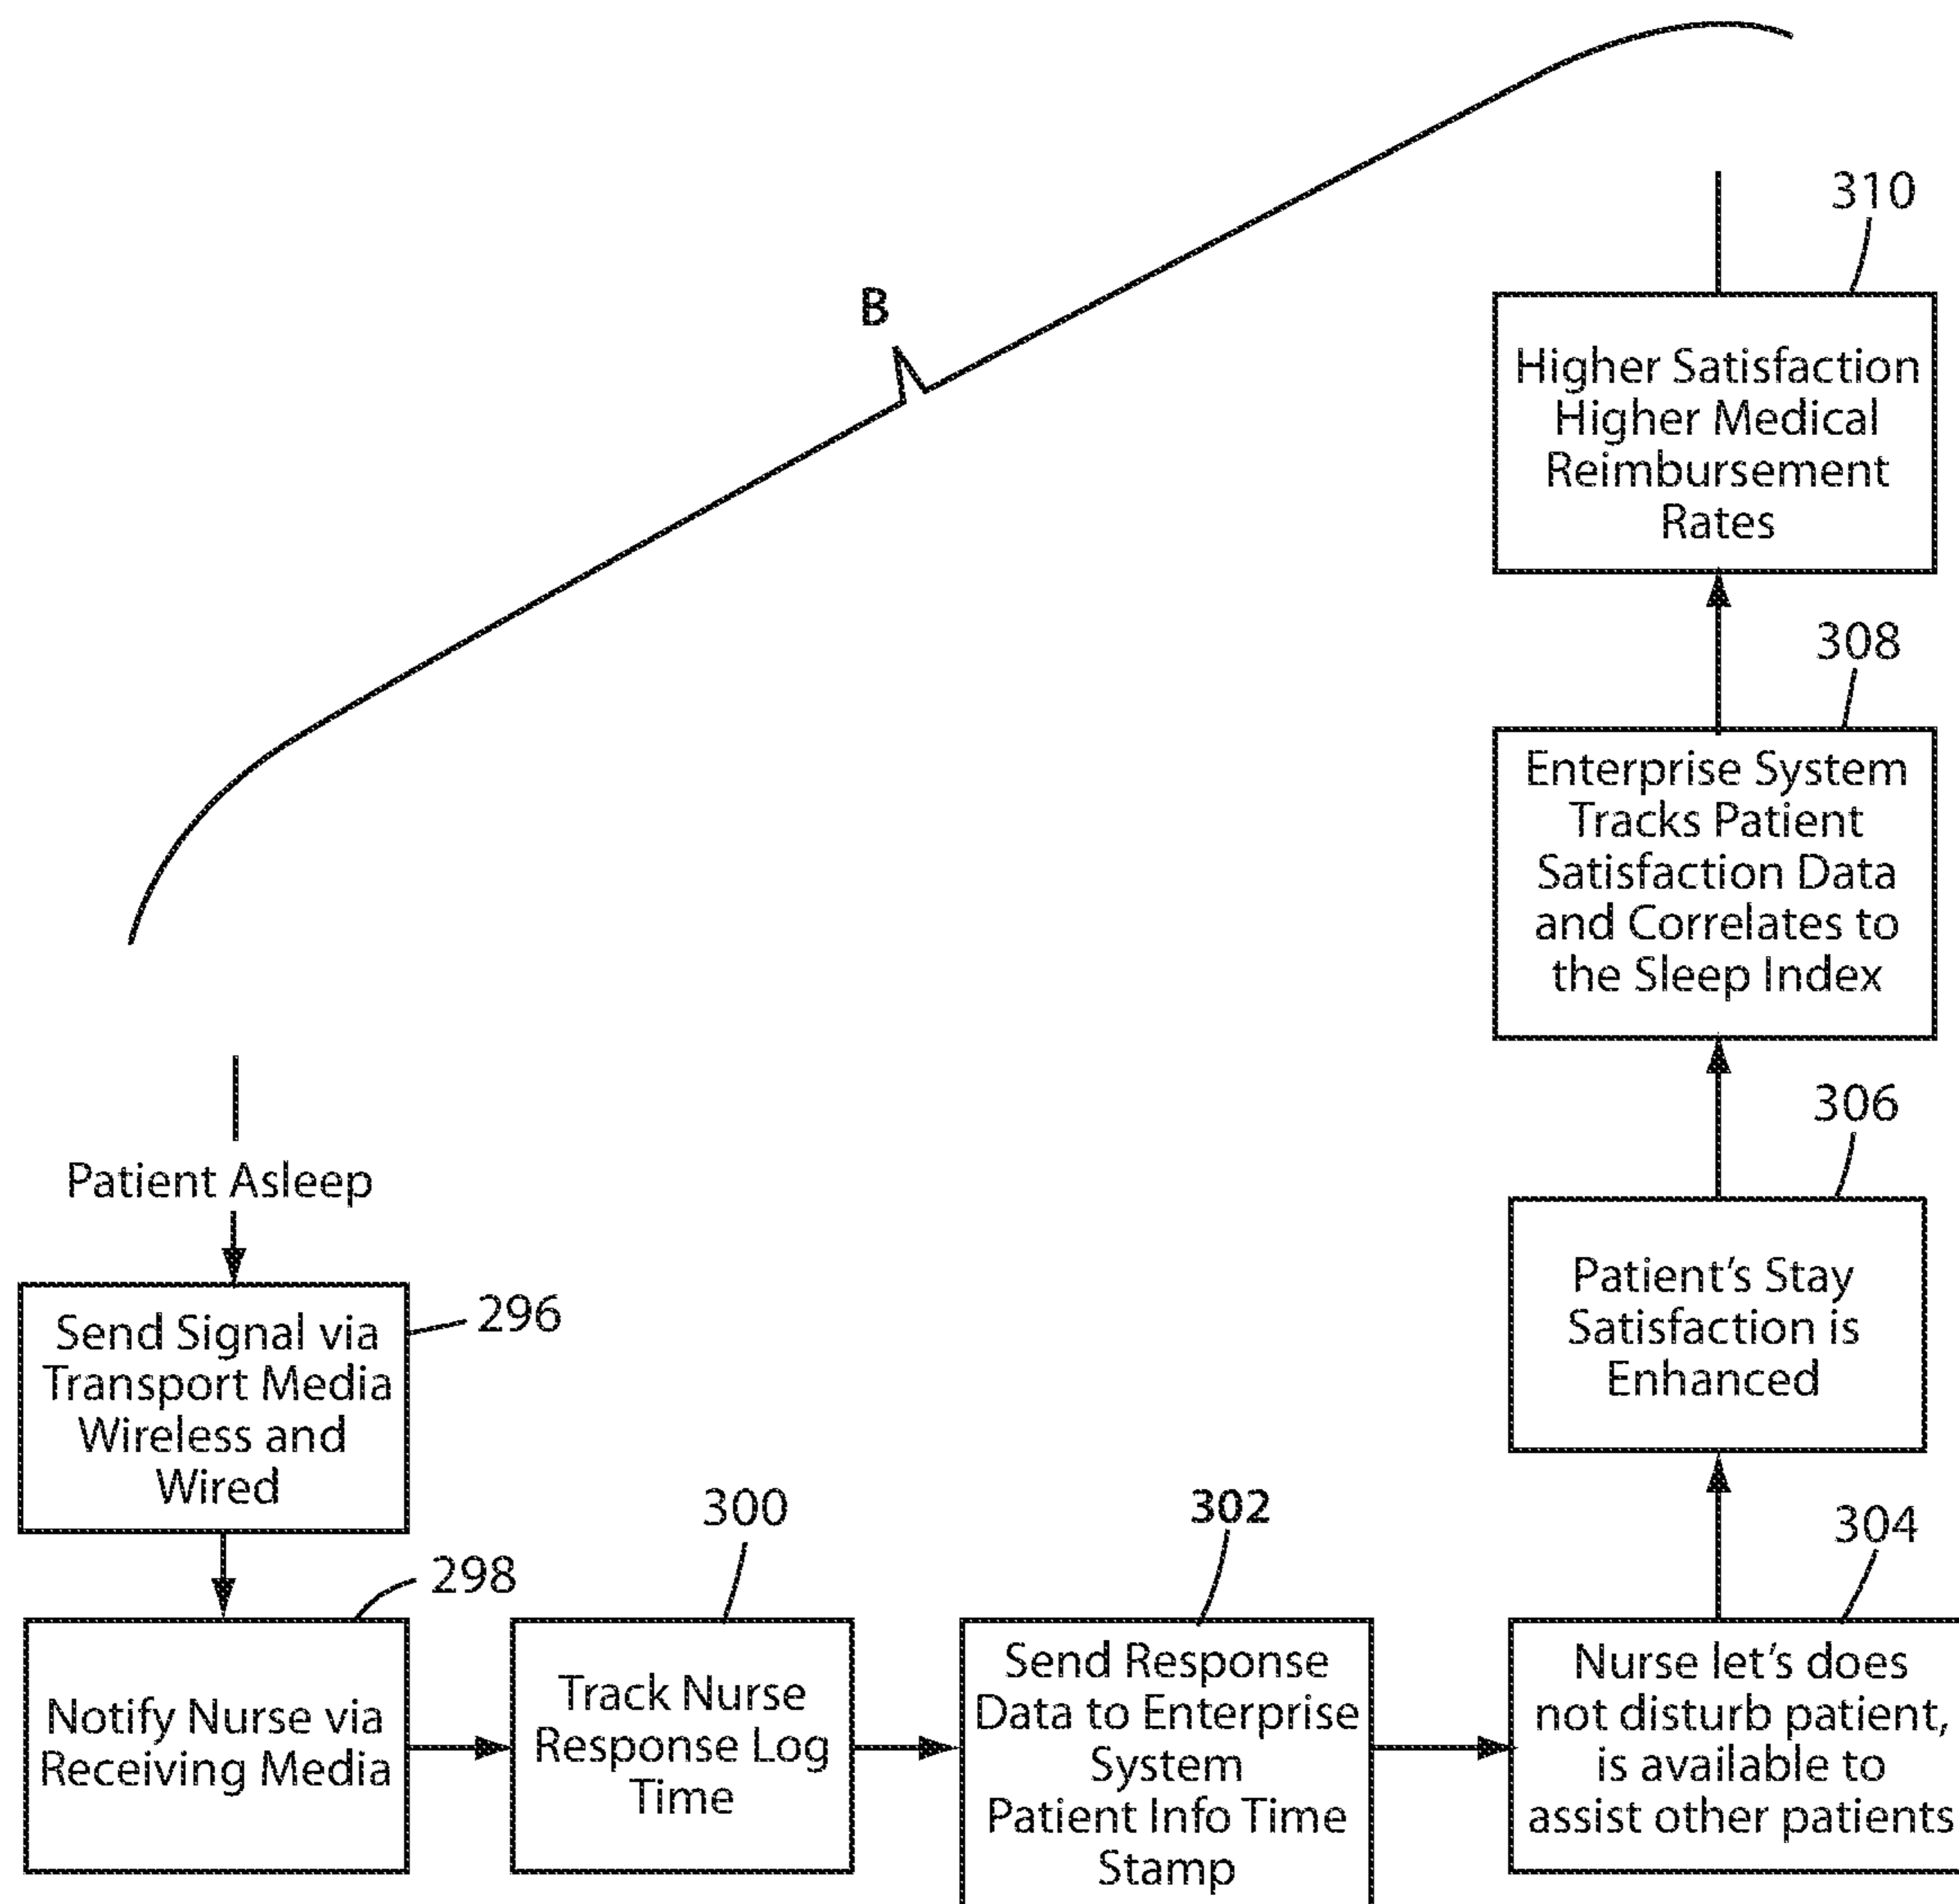 B
310
Higher Satisfaction
Higher Medical
Reimbursement
Rates
308
Enterprise System
Tracks Patient
Satisfaction Data
and Correlates to
the Sleep Index
306
Patient's Stay
Satisfaction is
Enhanced
Patient Asleep
296
Send Signal via
Transport Media
Wireless and
Wired
298
Notify Nurse via
Receiving Media
300
Track Nurse
Response Log
Time
302
Send Response
Data to Enterprise
System
Patient Info Time
Stamp
304
Nurse let's does
not disturb patient,
is available to
assist other patients